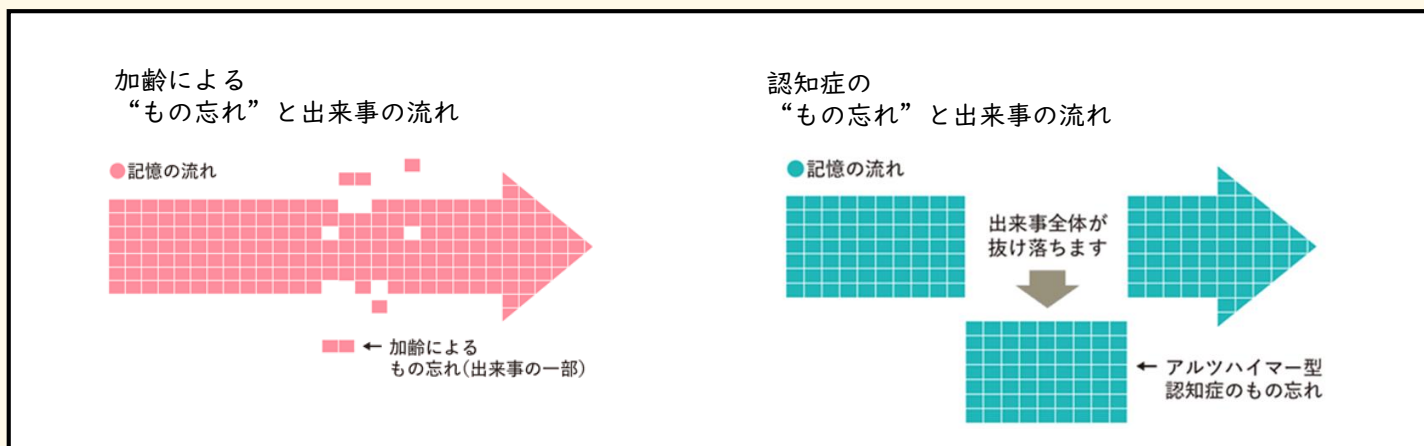 加齢による
“もの忘れ”と出来事の流れ
●記憶の流れ
← 加齢による
もの忘れ(出来事の一部)
認知症の
“もの忘れ”と出来事の流れ
●記憶の流れ
出来事全体が
抜け落ちます
← アルツハイマー型
認知症のもの忘れ